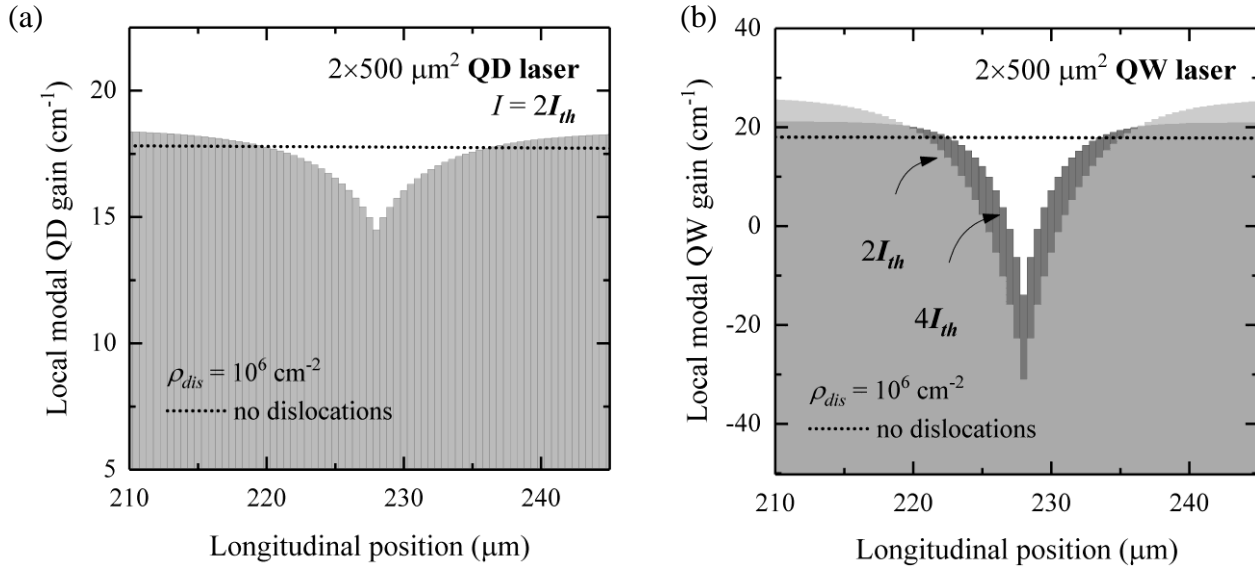 (a)
2×500 μm² QD laser
I = 2I_th
Local modal QD gain (cm⁻¹)
20
15
10
5
ρ_dis = 10⁶ cm⁻²
no dislocations
210 220 230 240
Longitudinal position (μm)
(b)
2×500 μm² QW laser
Local modal QW gain (cm⁻¹)
40
20
0
-20
-40
2I_th
4I_th
ρ_dis = 10⁶ cm⁻²
no dislocations
210 220 230 240
Longitudinal position (μm)